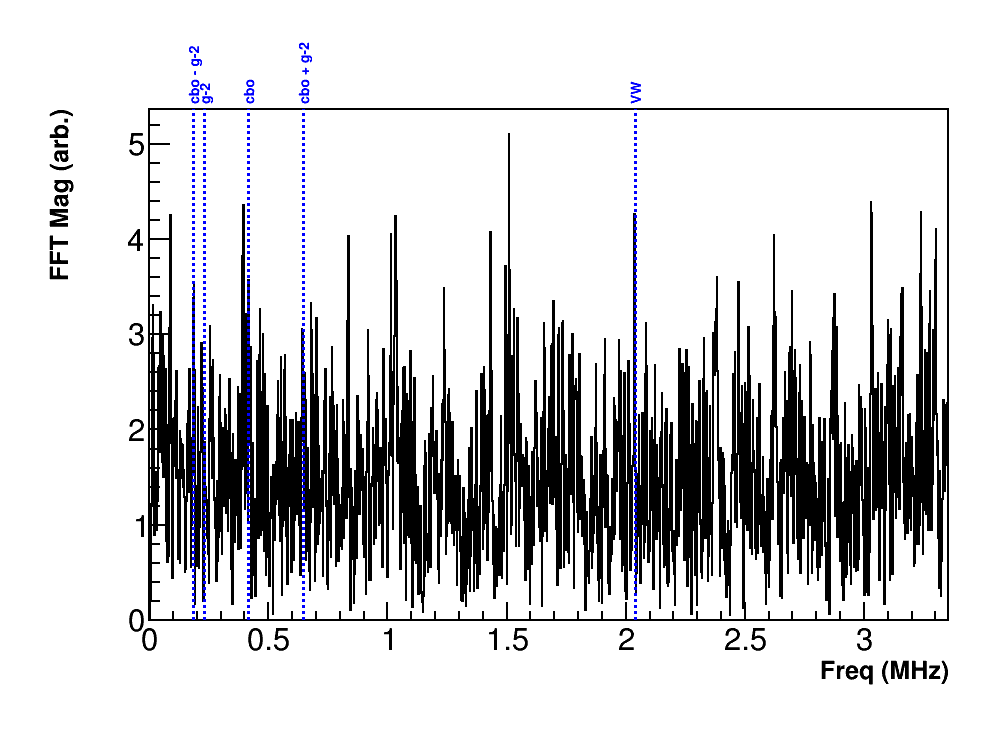 cbo - g-2
g-2
cbo
cbo + g-2
VW
FFT Mag (arb.)
5
4
3
2
1
0
0 0.5 1 1.5 2 2.5 3
Freq (MHz)